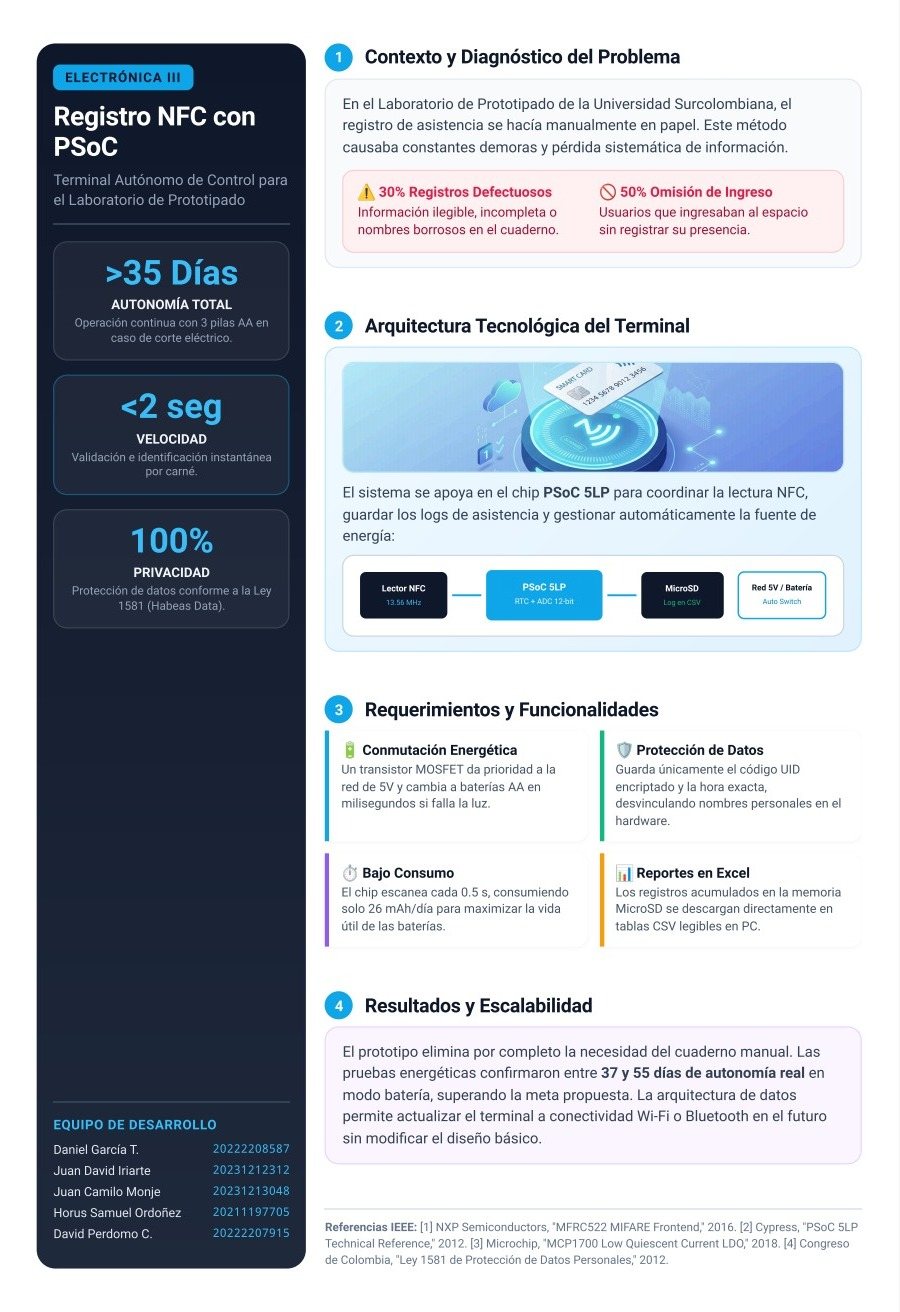 ELECTRÓNICA III
Registro NFC con
PSoC
Terminal Autónomo de Control para
el Laboratorio de Prototipado
>35 Días
AUTONOMÍA TOTAL
Operación continua con 3 pilas AA en
caso de corte eléctrico.
<2 seg
VELOCIDAD
Validación e identificación instantánea
por carné.
100%
PRIVACIDAD
Protección de datos conforme a la Ley
1581 (Habeas Data).
EQUIPO DE DESARROLLO
Daniel García T. 20222208587
Juan David Iriarte 20231212312
Juan Camilo Monje 20231213048
Horus Samuel Ordoñez 20211197705
David Perdomo C. 20222207915
1 Contexto y Diagnóstico del Problema
En el Laboratorio de Prototipado de la Universidad Surcolombiana, el
registro de asistencia se hacía manualmente en papel. Este método
causaba constantes demoras y pérdida sistemática de información.
⚠️ 30% Registros Defectuosos
Información ilegible, incompleta o
nombres borrosos en el cuaderno.
🚫 50% Omisión de Ingreso
Usuarios que ingresaban al espacio
sin registrar su presencia.
2 Arquitectura Tecnológica del Terminal
SMART CARD
1234 5678 9012 3456
1
El sistema se apoya en el chip PSoC 5LP para coordinar la lectura NFC,
guardar los logs de asistencia y gestionar automáticamente la fuente de
energía:
Lector NFC
13.56 MHz
PSoC 5LP
RTC + ADC 12-bit
MicroSD
Log en CSV
Red 5V / Batería
Auto Switch
3 Requerimientos y Funcionalidades
🔋 Conmutación Energética
Un transistor MOSFET da prioridad a la
red de 5V y cambia a baterías AA en
milisegundos si falla la luz.
🛡️ Protección de Datos
Guarda únicamente el código UID
encriptado y la hora exacta,
desvinculando nombres personales en el
hardware.
⏱️ Bajo Consumo
El chip escanea cada 0.5 s, consumiendo
solo 26 mAh/día para maximizar la vida
útil de las baterías.
📊 Reportes en Excel
Los registros acumulados en la memoria
MicroSD se descargan directamente en
tablas CSV legibles en PC.
4 Resultados y Escalabilidad
El prototipo elimina por completo la necesidad del cuaderno manual. Las
pruebas energéticas confirmaron entre 37 y 55 días de autonomía real en
modo batería, superando la meta propuesta. La arquitectura de datos
permite actualizar el terminal a conectividad Wi-Fi o Bluetooth en el futuro
sin modificar el diseño básico.
Referencias IEEE: [1] NXP Semiconductors, "MFRC522 MIFARE Frontend," 2016. [2] Cypress, "PSoC 5LP
Technical Reference," 2012. [3] Microchip, "MCP1700 Low Quiescent Current LDO," 2018. [4] Congreso
de Colombia, "Ley 1581 de Protección de Datos Personales," 2012.